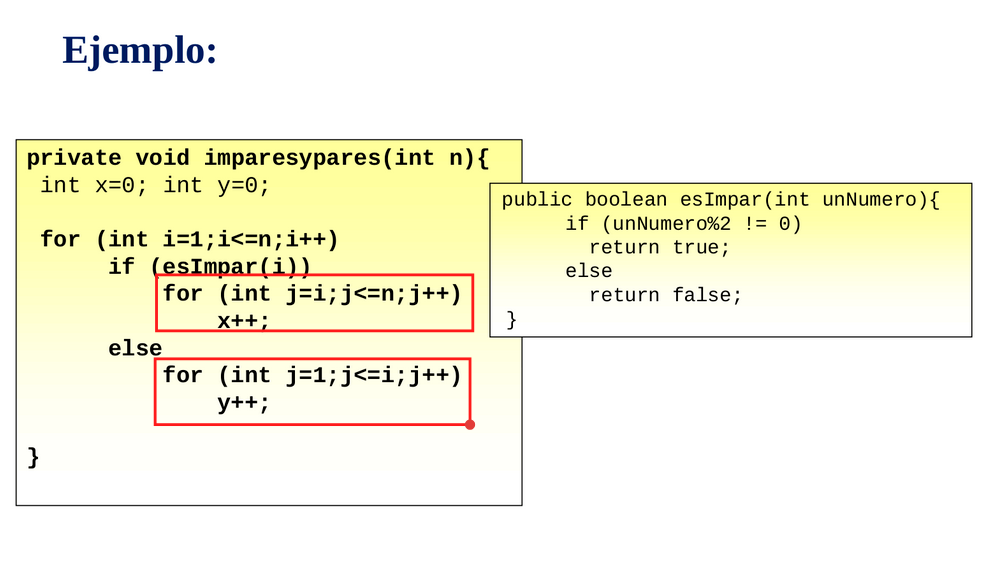 Ejemplo:
private void imparesypares(int n){
int x=0; int y=0;
for (int i=1;i<=n;i++)
if (esImpar(i))
for (int j=i;j<=n;j++)
x++;
else
for (int j=1;j<=i;j++)
y++;
}
public boolean esImpar(int unNumero){
if (unNumero%2 != 0)
return true;
else
return false;
}